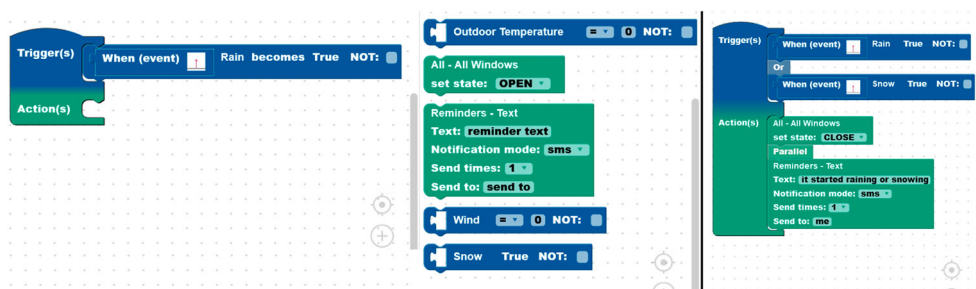 Trigger(s)
When (event) Rain becomes True NOT:
Action(s)
Outdoor Temperature = 0 NOT:
All - All Windows
set state: OPEN
Reminders - Text
Text: reminder text
Notification mode: sms
Send times: 1
Send to: send to
Wind = 0 NOT:
Snow True NOT:
Trigger(s)
When (event) Rain True NOT:
Or
When (event) Snow True NOT:
Action(s)
All - All Windows
set state: CLOSE
Parallel
Reminders - Text
Text: it started raining or snowing
Notification mode: sms
Send times: 1
Send to: me